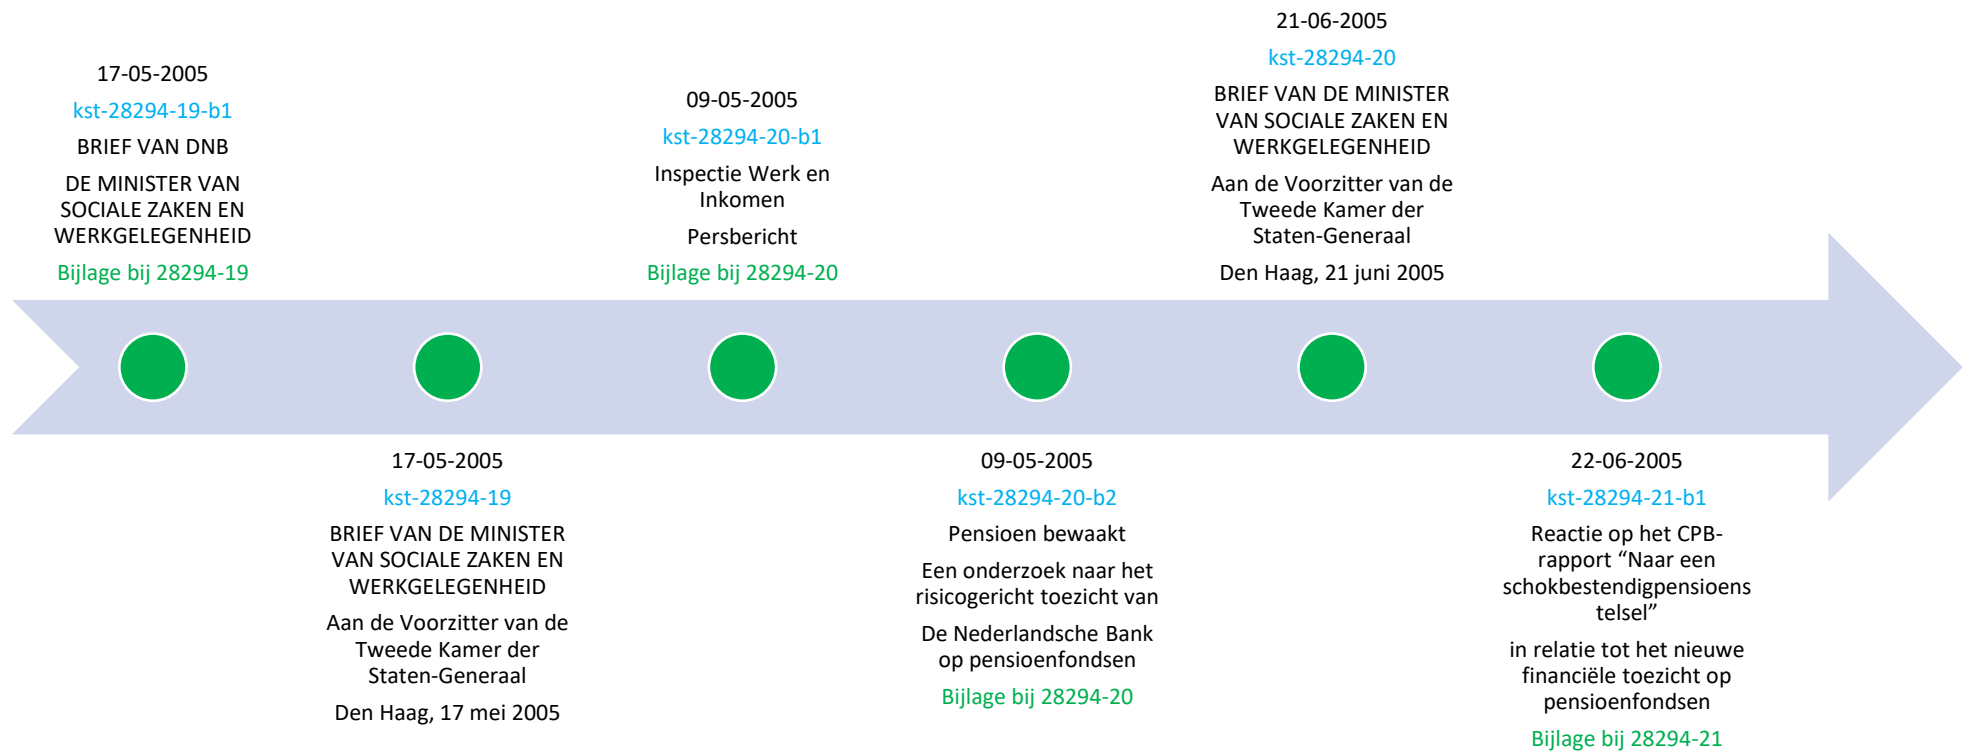 17-05-2005
kst-28294-19-b1
BRIEF VAN DNB
DE MINISTER VAN
SOCIALE ZAKEN EN
WERKGELEGENHEID
Bijlage bij 28294-19
17-05-2005
kst-28294-19
BRIEF VAN DE MINISTER
VAN SOCIALE ZAKEN EN
WERKGELEGENHEID
Aan de Voorzitter van de
Tweede Kamer der
Staten-Generaal
Den Haag, 17 mei 2005
09-05-2005
kst-28294-20-b1
Inspectie Werk en
Inkomen
Persbericht
Bijlage bij 28294-20
09-05-2005
kst-28294-20-b2
Pensioen bewaakt
Een onderzoek naar het
risicogericht toezicht van
De Nederlandsche Bank
op pensioenfondsen
Bijlage bij 28294-20
21-06-2005
kst-28294-20
BRIEF VAN DE MINISTER
VAN SOCIALE ZAKEN EN
WERKGELEGENHEID
Aan de Voorzitter van de
Tweede Kamer der
Staten-Generaal
Den Haag, 21 juni 2005
22-06-2005
kst-28294-21-b1
Reactie op het CPB-
rapport “Naar een
schokbestendigpensioens
telsel”
in relatie tot het nieuwe
financiële toezicht op
pensioenfondsen
Bijlage bij 28294-21